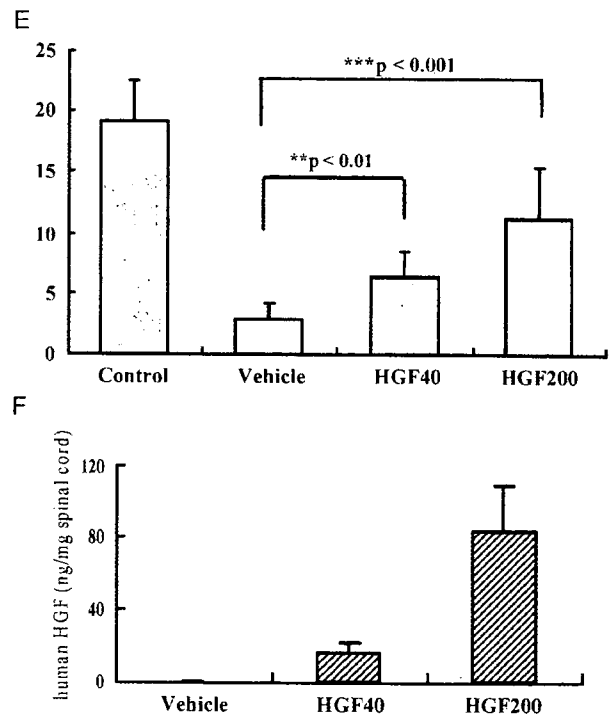 E
25
20
15
10
5
0
***p < 0.001
**p < 0.01
Control Vehicle HGF40 HGF200
F
human HGF (ng/mg spinal cord)
120
80
40
0
Vehicle HGF40 HGF200